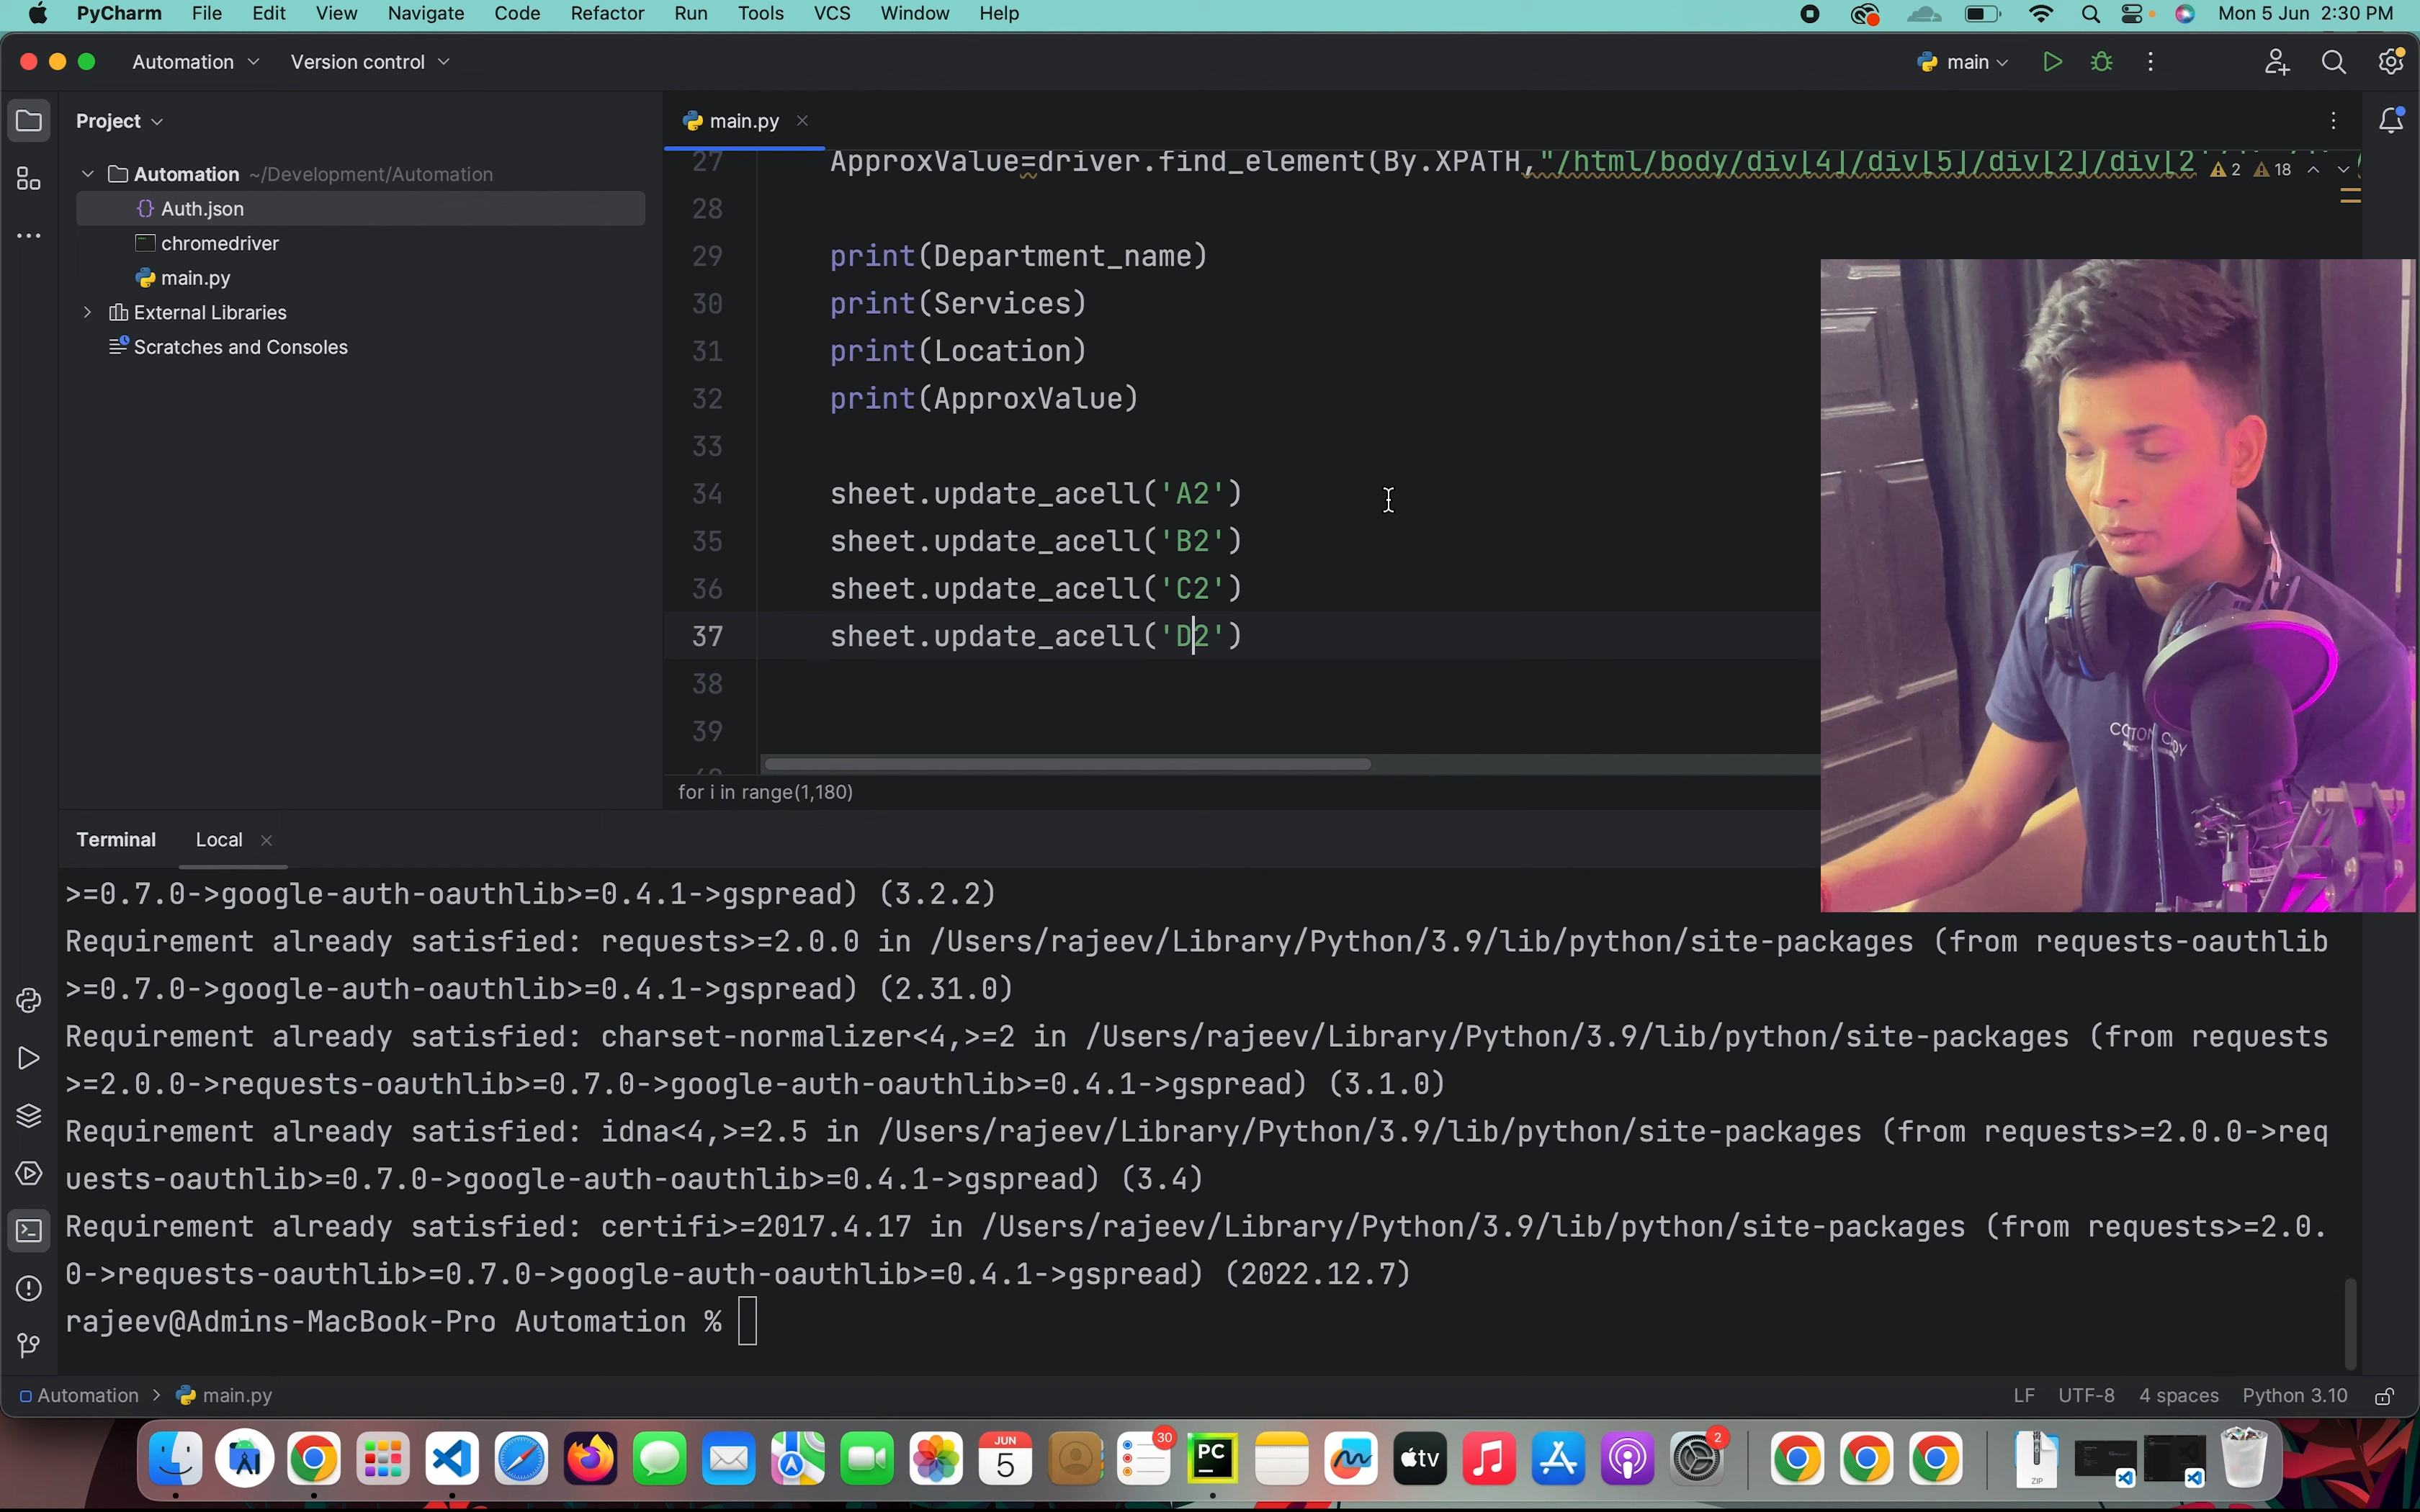 PyCharm File Edit View Navigate Code Refactor Run Tools VCS Window Help 30 Mon 5 Jun 2:30 PM
Automation Version control main
Project main.py
27 ApproxValue=driver.find_element(By.XPATH,"/html/body/div[4]/div[5]/div[2]/div[2 2 18
Automation ~/Development/Automation
Auth.json
28
chromedriver
29 print(Department_name)
main.py
30 print(Services)
External Libraries
31 print(Location)
Scratches and Consoles
32 print(ApproxValue)
33
34 sheet.update_acell('A2')
35 sheet.update_acell('B2')
36 sheet.update_acell('C2')
37 sheet.update_acell('D2')
38
39
for i in range(1,180)
Terminal Local
>=0.7.0->google-auth-oauthlib>=0.4.1->gspread) (3.2.2)
Requirement already satisfied: requests>=2.0.0 in /Users/rajeev/Library/Python/3.9/lib/python/site-packages (from requests-oauthlib
>=0.7.0->google-auth-oauthlib>=0.4.1->gspread) (2.31.0)
Requirement already satisfied: charset-normalizer<4,>=2 in /Users/rajeev/Library/Python/3.9/lib/python/site-packages (from requests
>=2.0.0->requests-oauthlib>=0.7.0->google-auth-oauthlib>=0.4.1->gspread) (3.1.0)
Requirement already satisfied: idna<4,>=2.5 in /Users/rajeev/Library/Python/3.9/lib/python/site-packages (from requests>=2.0.0->req
uests-oauthlib>=0.7.0->google-auth-oauthlib>=0.4.1->gspread) (3.4)
Requirement already satisfied: certifi>=2017.4.17 in /Users/rajeev/Library/Python/3.9/lib/python/site-packages (from requests>=2.0.
0->requests-oauthlib>=0.7.0->google-auth-oauthlib>=0.4.1->gspread) (2022.12.7)
rajeev@Admins-MacBook-Pro Automation %
Automation > main.py LF UTF-8 4 spaces Python 3.10
JUN 5 30 PC tv 2 ZIP